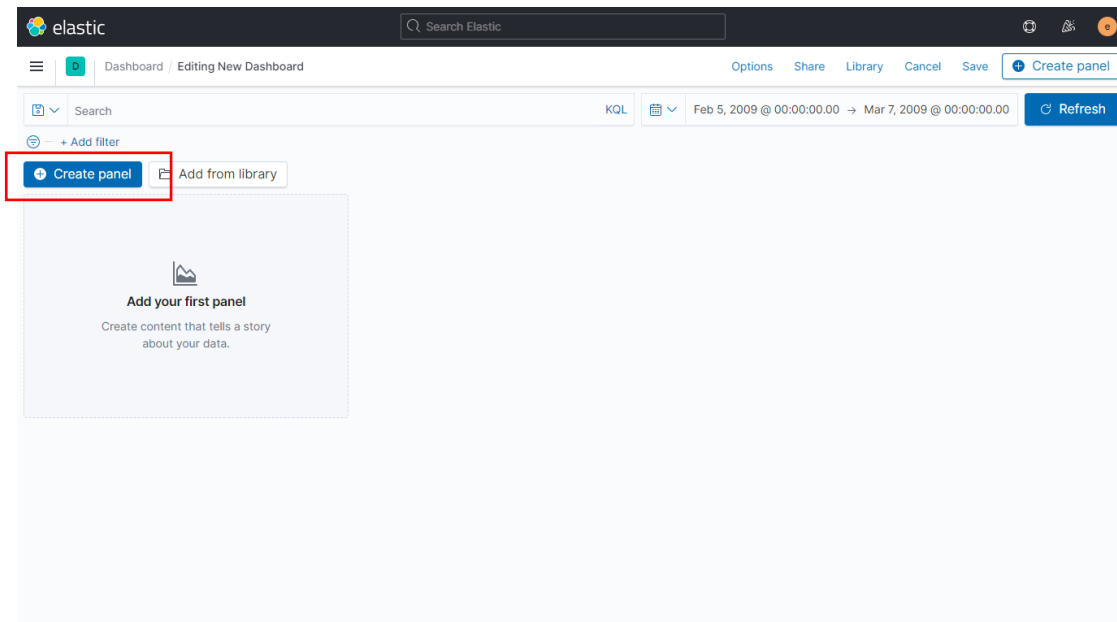 elastic
Search Elastic
e
D
Dashboard / Editing New Dashboard
Options Share Library Cancel Save Create panel
Search KQL
Feb 5, 2009 @ 00:00:00.00 → Mar 7, 2009 @ 00:00:00.00
Refresh
+ Add filter
Create panel
Add from library
Add your first panel
Create content that tells a story
about your data.